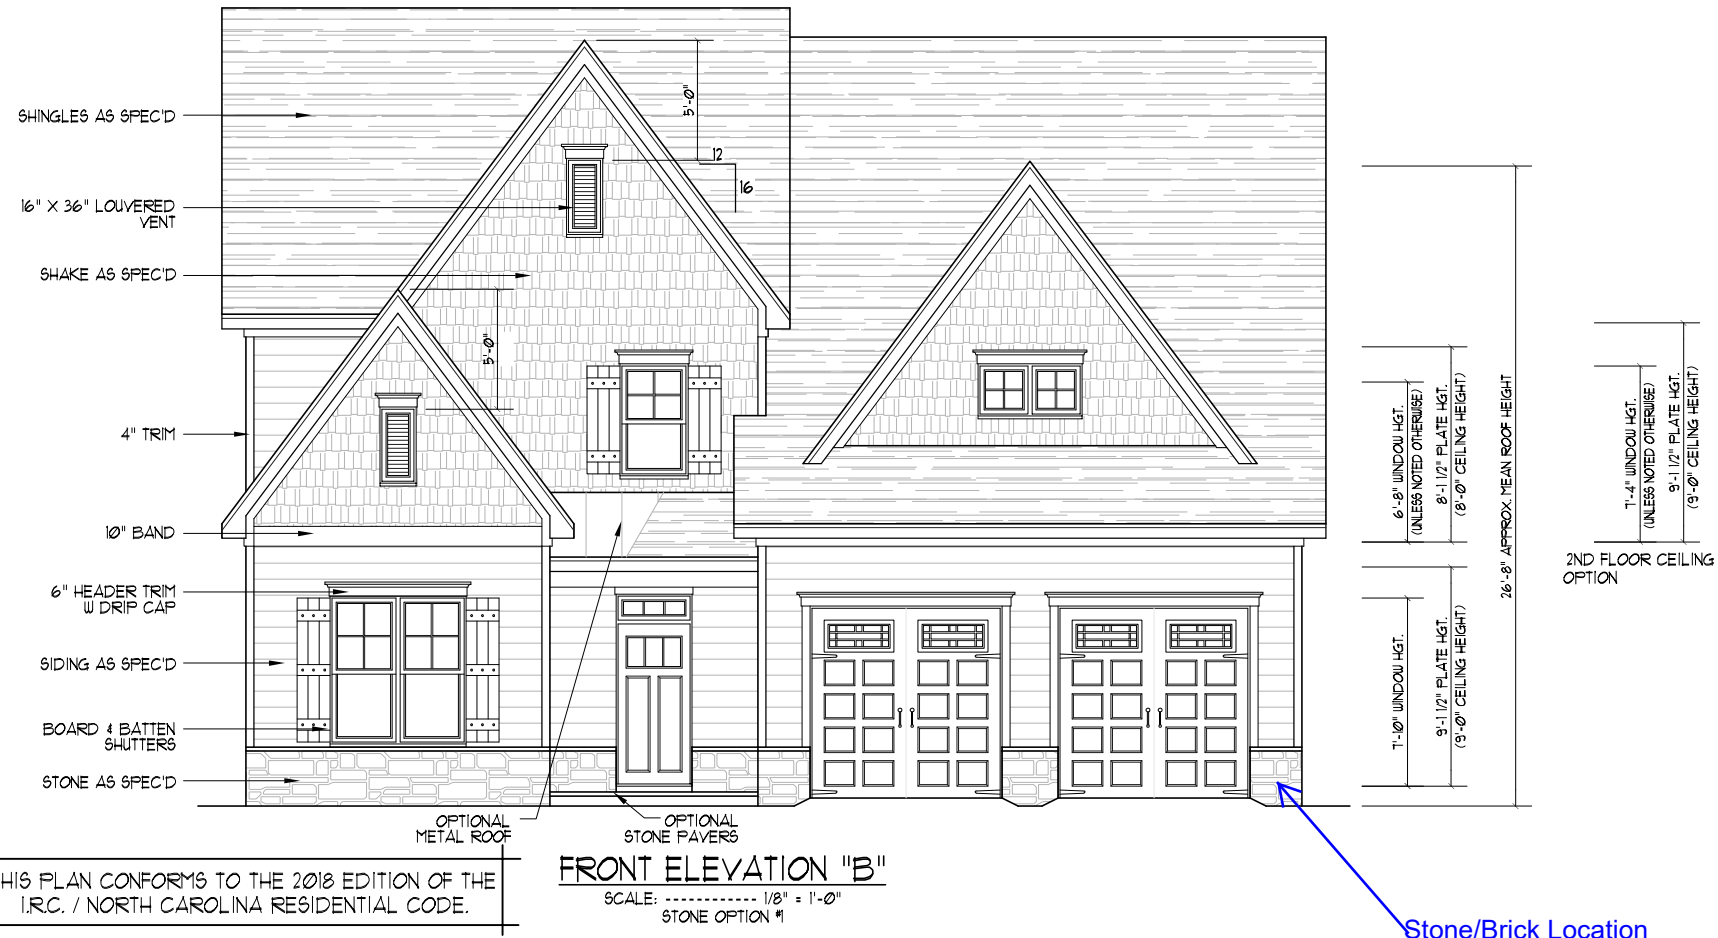 SHINGLES AS SPEC'D
16" X 36" LOUVERED
VENT
SHAKE AS SPEC'D
4" TRIM
10" BAND
6" HEADER TRIM
W DRIP CAP
SIDING AS SPEC'D
BOARD & BATTEN
SHUTTERS
STONE AS SPEC'D
5'-0"
12
16
5'-0"
OPTIONAL
METAL ROOF
OPTIONAL
STONE PAVERS
6'-8" WINDOW HGT.
(UNLESS NOTED OTHERWISE)
8'-1 1/2" PLATE HGT.
(8'-0" CEILING HEIGHT)
7'-10" WINDOW HGT.
9'-1 1/2" PLATE HGT.
(9'-0" CEILING HEIGHT)
26'-8" APPROX. MEAN ROOF HEIGHT
7'-4" WINDOW HGT.
(UNLESS NOTED OTHERWISE)
9'-1 1/2" PLATE HGT.
(9'-0" CEILING HEIGHT)
2ND FLOOR CEILING
OPTION
HIS PLAN CONFORMS TO THE 2018 EDITION OF THE
I.R.C. / NORTH CAROLINA RESIDENTIAL CODE.
FRONT ELEVATION "B"
SCALE: ------------ 1/8" = 1'-0"
STONE OPTION #1
Stone/Brick Location